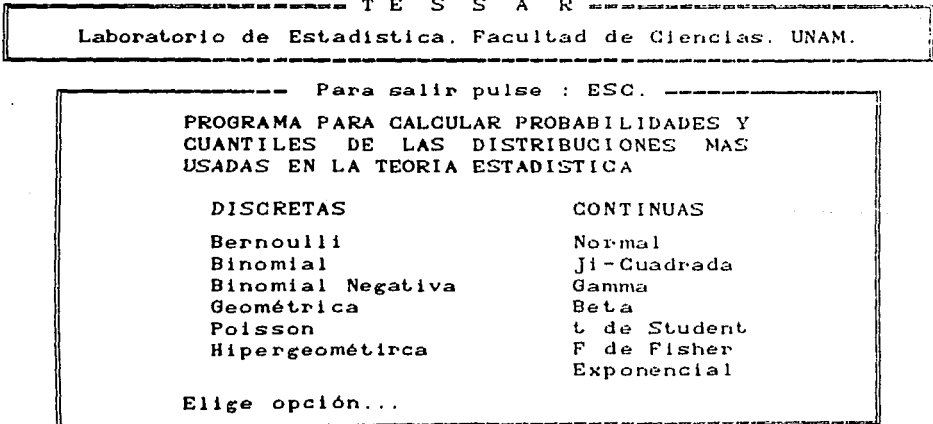 T E S S A R
Laboratorio de Estadistica. Facultad de Ciencias. UNAM.
Para salir pulse : ESC.
PROGRAMA PARA CALCULAR PROBABILIDADES Y
CUANTILES DE LAS DISTRIBUCIONES MAS
USADAS EN LA TEORIA ESTADISTICA
DISCRETAS
Bernoulli
Binomial
Binomial Negativa
Geométrica
Poisson
Hipergeométirca
CONTINUAS
Normal
Ji-Cuadrada
Gamma
Beta
t de Student
F de Fisher
Exponencial
Elige opción...